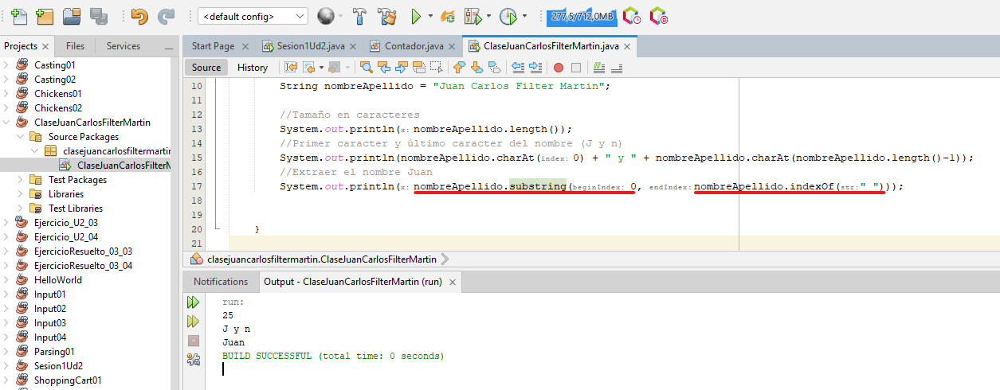 <default config>
277,5/712,0MB
Projects
Files
Services
Start Page
Sesion1Ud2.java
Contador.java
ClaseJuanCarlosFilterMartin.java
Source
History
Casting01
Casting02
Chickens01
Chickens02
ClaseJuanCarlosFilterMartin
Source Packages
clasejuancarlosfiltermartin
ClaseJuanCarlosFilterM
Test Packages
Libraries
Test Libraries
Ejercicio_U2_03
Ejercicio_U2_04
EjercicioResuelto_03_03
EjercicioResuelto_03_04
HelloWorld
Input01
Input02
Input03
Input04
Parsing01
Sesion1Ud2
ShoppingCart01
10 String nombreApellido = "Juan Carlos Filter Martin";
11
12 //Tamaño en caracteres
13 System.out.println(x: nombreApellido.length());
14 //Primer caracter y último caracter del nombre (J y n)
15 System.out.println(nombreApellido.charAt(index: 0) + " y " + nombreApellido.charAt(nombreApellido.length()-1));
16 //Extraer el nombre Juan
17 System.out.println(x: nombreApellido.substring(beginIndex: 0, endIndex: nombreApellido.indexOf(str: " ")));
18
19
20 }
21
clasejuancarlosfiltermartin.ClaseJuanCarlosFilterMartin
Notifications
Output - ClaseJuanCarlosFilterMartin (run)
run:
25
J y n
Juan
BUILD SUCCESSFUL (total time: 0 seconds)